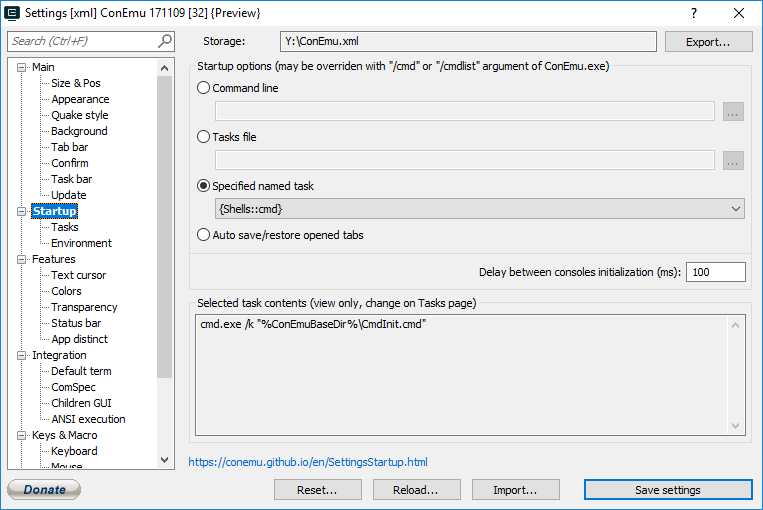 Settings [xml] ConEmu 171109 [32] {Preview}
Search (Ctrl+F)
Storage:
Y:\ConEmu.xml
Export...
Main
Size & Pos
Appearance
Quake style
Background
Tab bar
Confirm
Task bar
Update
Startup
Tasks
Environment
Features
Text cursor
Colors
Transparency
Status bar
App distinct
Integration
Default term
ComSpec
Children GUI
ANSI execution
Keys & Macro
Keyboard
Mouse
Startup options (may be overriden with "/cmd" or "/cmdlist" argument of ConEmu.exe)
Command line
...
Tasks file
...
Specified named task
{Shells::cmd}
Auto save/restore opened tabs
Delay between consoles initialization (ms):
100
Selected task contents (view only, change on Tasks page)
cmd.exe /k "%ConEmuBaseDir%\CmdInit.cmd"
https://conemu.github.io/en/SettingsStartup.html
Donate
Reset...
Reload...
Import...
Save settings